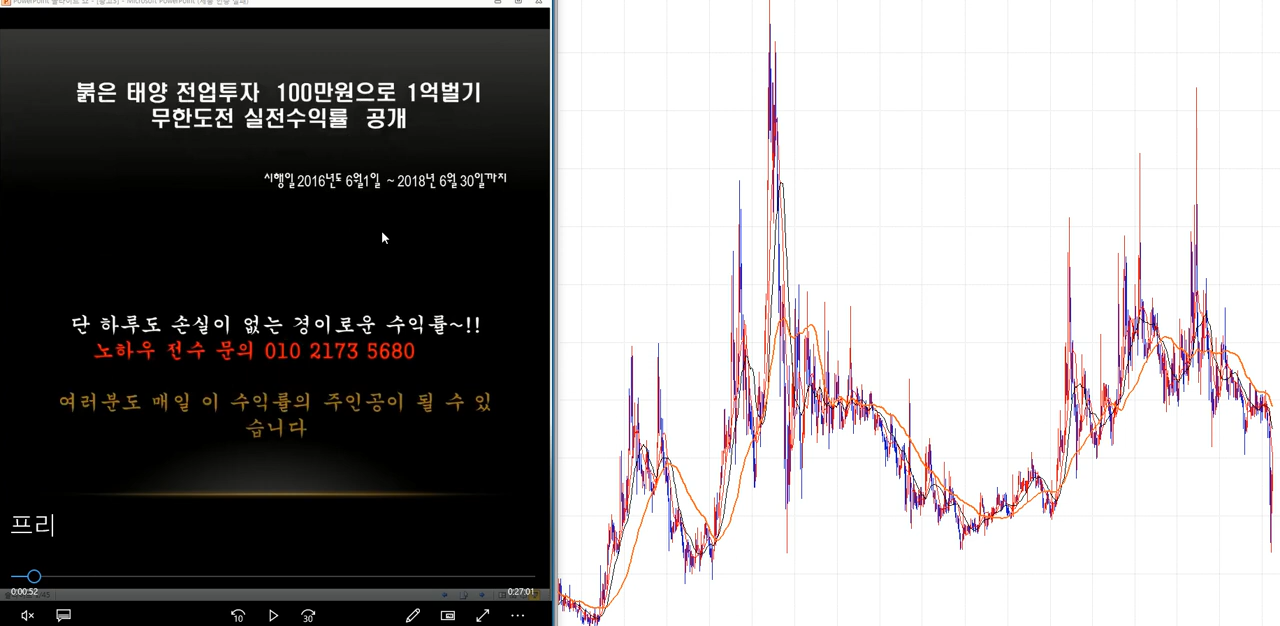 붉은 태양 전업투자 100만원으로 1억벌기
무한도전 실전수익률 공개
시행일 2016년도 6월1일 ~ 2018년 6월 30일까지
단 하루도 손실이 없는 경이로운 수익률~!!
노하우 전수 문의 010 2173 5680
여러분도 매일 이 수익률의 주인공이 될 수 있
습니다
프리
0:00:52
0:27:01
10
30